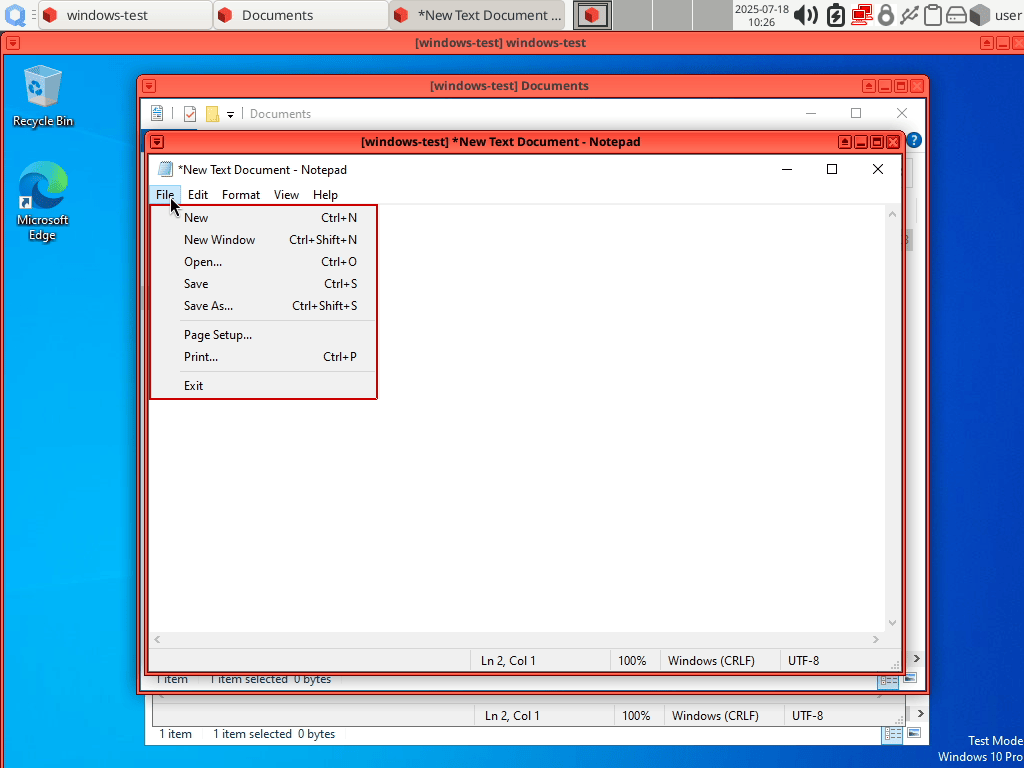 windows-test
Documents
*New Text Document ...
2025-07-18
10:26
user
[windows-test] windows-test
Recycle Bin
Microsoft
Edge
[windows-test] Documents
Documents
[windows-test] *New Text Document - Notepad
*New Text Document - Notepad
File Edit Format View Help
New Ctrl+N
New Window Ctrl+Shift+N
Open... Ctrl+O
Save Ctrl+S
Save As... Ctrl+Shift+S
Page Setup...
Print... Ctrl+P
Exit
Ln 2, Col 1 100% Windows (CRLF) UTF-8
1 item 1 item selected 0 bytes
Ln 2, Col 1 100% Windows (CRLF) UTF-8
1 item 1 item selected 0 bytes
Test Mode
Windows 10 Pro